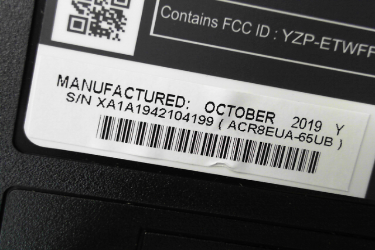 Contains FCC ID : YZP-ETWFF
MANUFACTURED: OCTOBER 2019 Y
S/N XA1A1942104199 ( ACR8EUA-65UB )